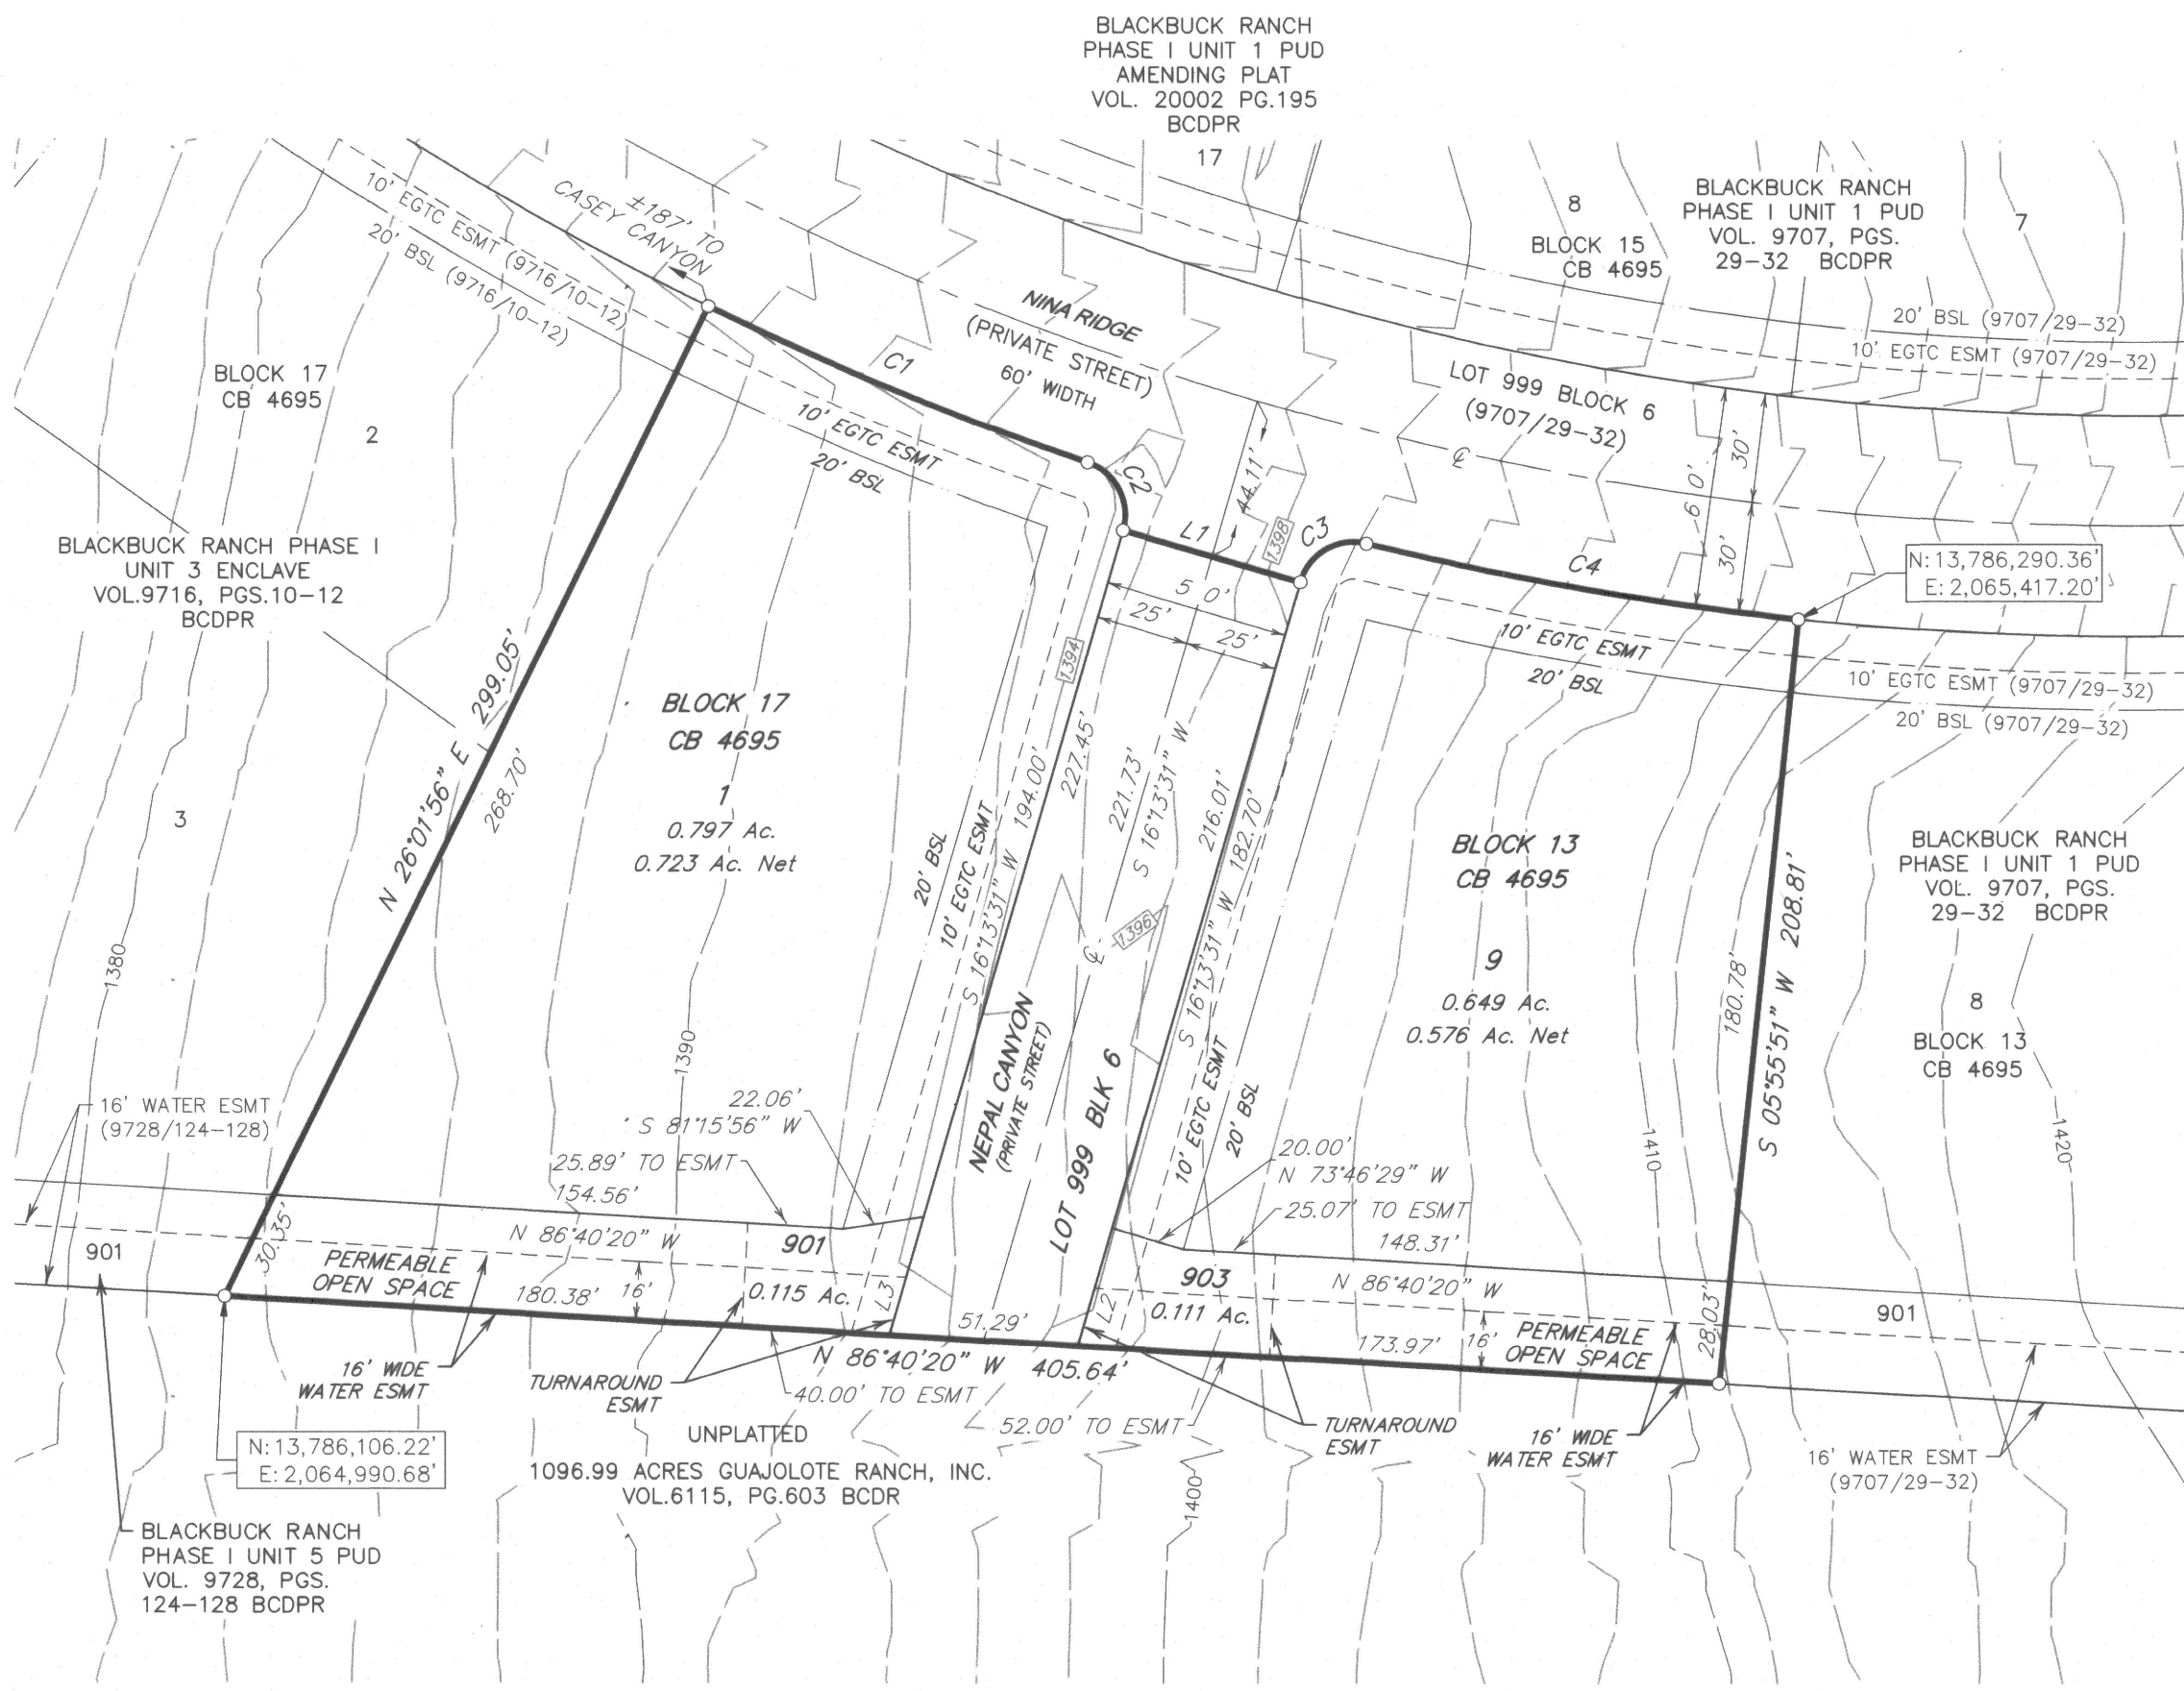 BLACKBUCK RANCH
PHASE I UNIT 1 PUD
AMENDING PLAT
VOL. 20002 PG.195
BCDPR
17
8
BLOCK 15
CB 4695
BLACKBUCK RANCH
PHASE I UNIT 1 PUD
VOL. 9707, PGS.
29-32 BCDPR
7
10' EGTC ESMT (9716/10-12)
20' BSL (9716/10-12)
±187' TO
CASEY CANYON
NINA RIDGE
(PRIVATE STREET)
60' WIDTH
20' BSL (9707/29-32)
10' EGTC ESMT (9707/29-32)
LOT 999 BLOCK 6
(9707/29-32)
℄
60'
30'
30'
BLOCK 17
CB 4695
2
C1
10' EGTC ESMT
20' BSL
C2
L1
44.11'
1398
C3
C4
N: 13,786,290.36'
E: 2,065,417.20'
BLACKBUCK RANCH PHASE I
UNIT 3 ENCLAVE
VOL.9716, PGS.10-12
BCDPR
50'
25'
25'
1394
10' EGTC ESMT
20' BSL
10' EGTC ESMT (9707/29-32)
20' BSL (9707/29-32)
N 26°01'56" E 299.05'
268.70'
BLOCK 17
CB 4695
1
0.797 Ac.
0.723 Ac. Net
3
1380
1390
20' BSL
10' EGTC ESMT
S 16°13'31" W 194.00'
227.45'
221.73'
S 16°13'31" W
216.01'
S 16°13'31" W 182.70'
℄
1396
NEPAL CANYON
(PRIVATE STREET)
LOT 999 BLK 6
10' EGTC ESMT
20' BSL
BLOCK 13
CB 4695
9
0.649 Ac.
0.576 Ac. Net
180.78'
S 05°55'51" W 208.81'
1410
BLACKBUCK RANCH
PHASE I UNIT 1 PUD
VOL. 9707, PGS.
29-32 BCDPR
8
BLOCK 13
CB 4695
1420
16' WATER ESMT
(9728/124-128)
22.06'
S 81°15'56" W
25.89' TO ESMT
154.56'
N 86°40'20" W
20.00'
N 73°46'29" W
25.07' TO ESMT
148.31'
N 86°40'20" W
901
30.35'
PERMEABLE
OPEN SPACE
180.38'
16'
901
0.115 Ac.
L3
51.29'
L2
903
0.111 Ac.
173.97'
16'
PERMEABLE
OPEN SPACE
28.03'
901
N 86°40'20" W 405.64'
16' WIDE
WATER ESMT
TURNAROUND
ESMT
40.00' TO ESMT
52.00' TO ESMT
TURNAROUND
ESMT
16' WIDE
WATER ESMT
16' WATER ESMT
(9707/29-32)
N: 13,786,106.22'
E: 2,064,990.68'
UNPLATTED
1096.99 ACRES GUAJOLOTE RANCH, INC.
VOL.6115, PG.603 BCDR
1400
BLACKBUCK RANCH
PHASE I UNIT 5 PUD
VOL. 9728, PGS.
124-128 BCDPR